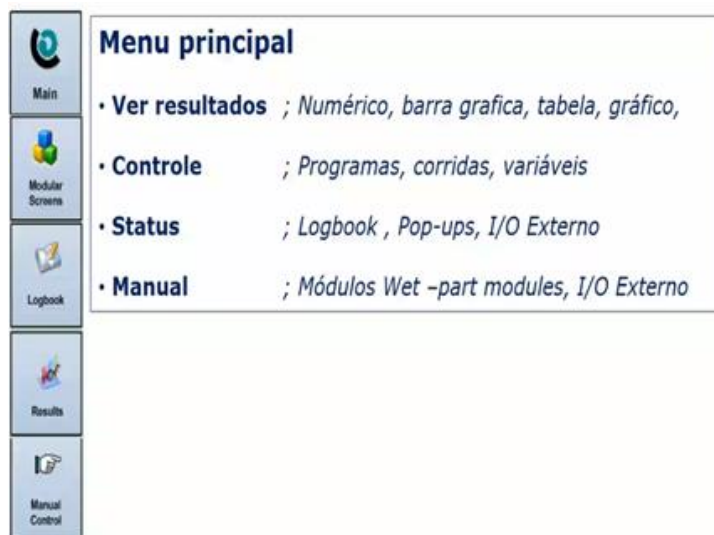 Main
Modular
Screens
Logbook
Results
Manual
Control
Menu principal
· Ver resultados ; Numérico, barra grafica, tabela, gráfico,
· Controle ; Programas, corridas, variáveis
· Status ; Logbook , Pop-ups, I/O Externo
· Manual ; Módulos Wet –part modules, I/O Externo